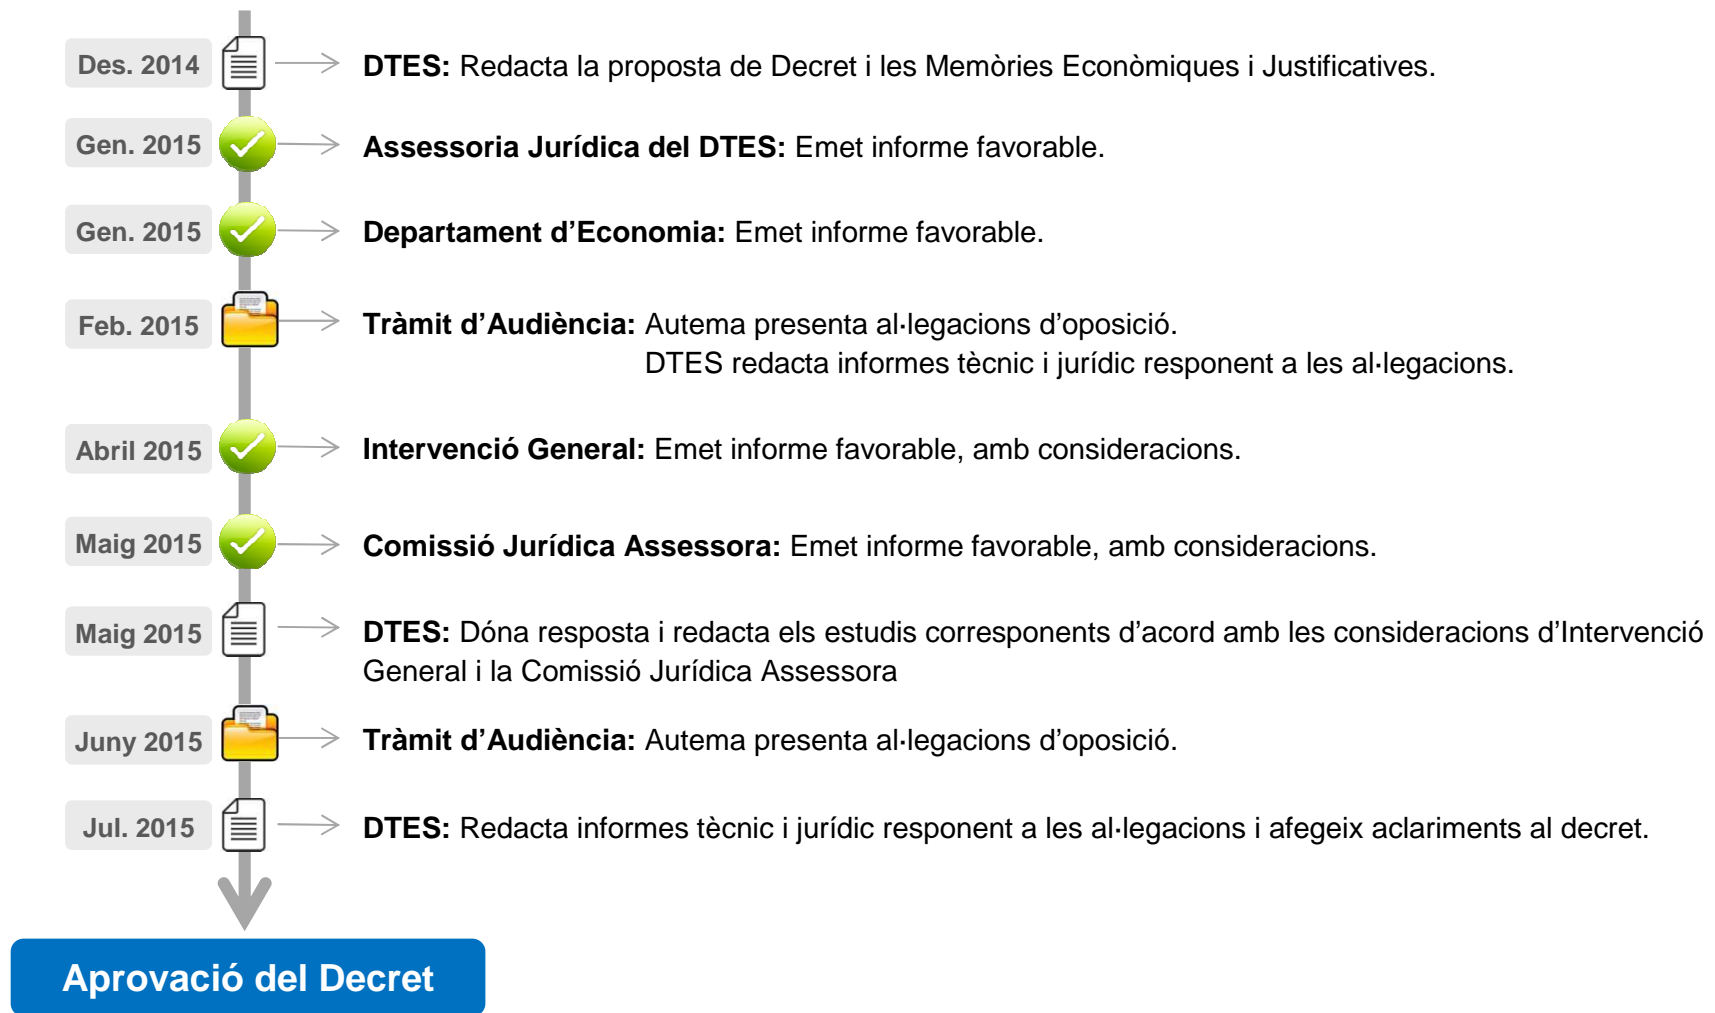 Des. 2014 DTES: Redacta la proposta de Decret i les Memòries Econòmiques i Justificatives.
Gen. 2015 Assessoria Jurídica del DTES: Emet informe favorable.
Gen. 2015 Departament d’Economia: Emet informe favorable.
Feb. 2015 Tràmit d’Audiència: Autema presenta al·legacions d’oposició.
DTES redacta informes tècnic i jurídic responent a les al·legacions.
Abril 2015 Intervenció General: Emet informe favorable, amb consideracions.
Maig 2015 Comissió Jurídica Assessora: Emet informe favorable, amb consideracions.
Maig 2015 DTES: Dóna resposta i redacta els estudis corresponents d’acord amb les consideracions d’Intervenció
General i la Comissió Jurídica Assessora
Juny 2015 Tràmit d’Audiència: Autema presenta al·legacions d’oposició.
Jul. 2015 DTES: Redacta informes tècnic i jurídic responent a les al·legacions i afegeix aclariments al decret.
Aprovació del Decret